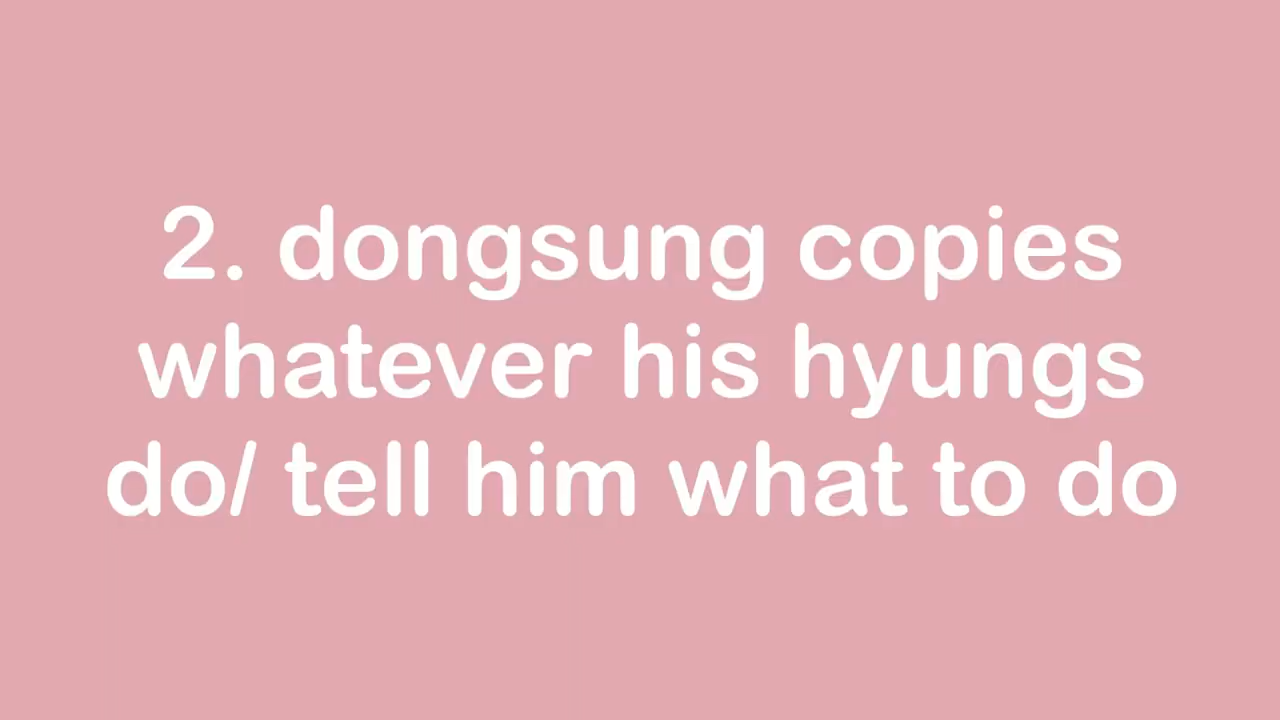 2. dongsung copies
whatever his hyungs
do/ tell him what to do